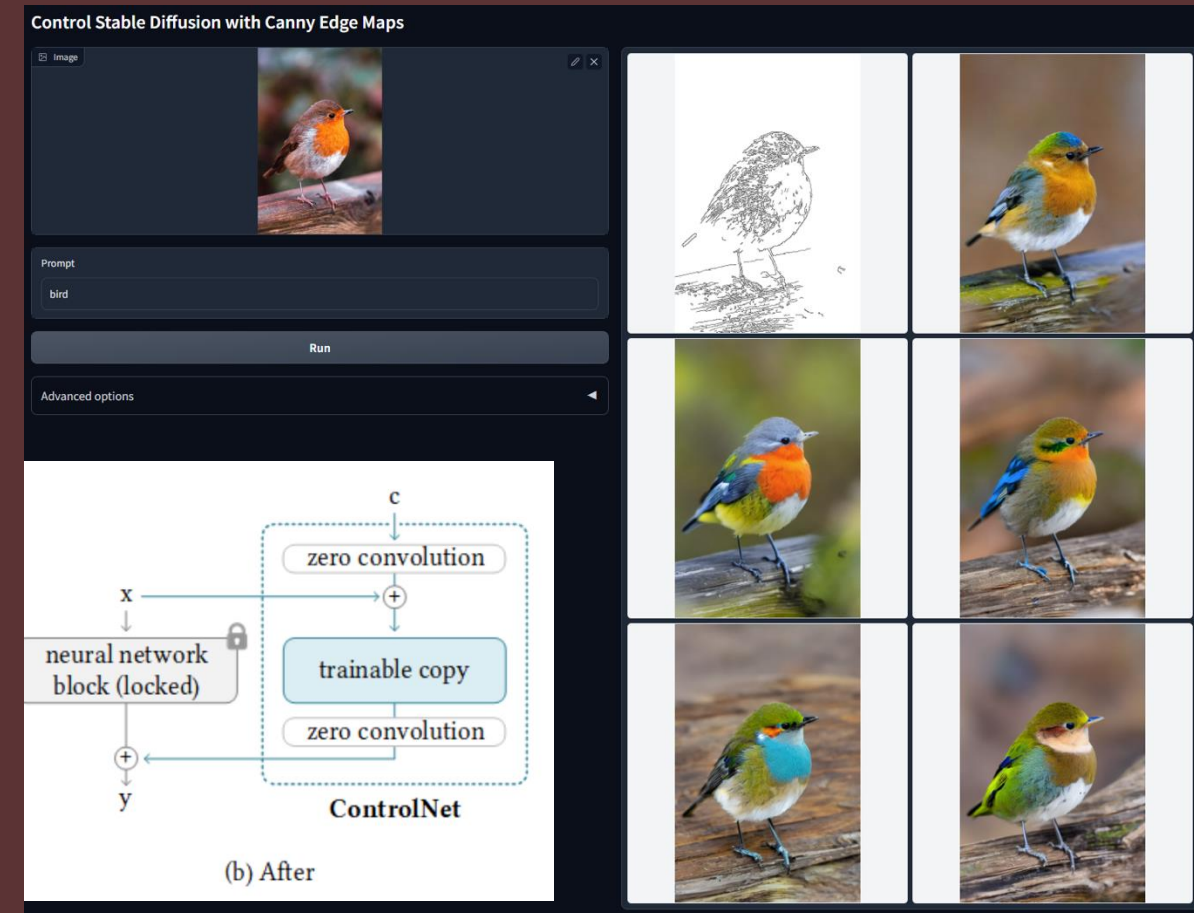 Control Stable Diffusion with Canny Edge Maps
Image
Prompt
bird
Run
Advanced options
c
zero convolution
x
+
neural network
block (locked)
trainable copy
zero convolution
+
y
ControlNet
(b) After